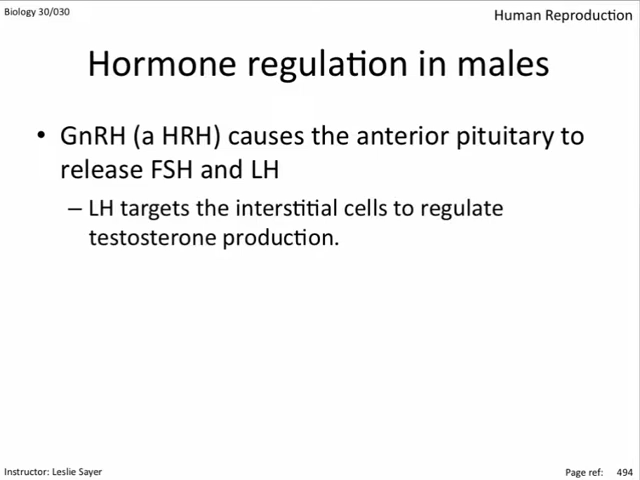 Biology 30/030
Human Reproduction
Hormone regulation in males
• GnRH (a HRH) causes the anterior pituitary to
release FSH and LH
– LH targets the interstitial cells to regulate
testosterone production.
Instructor: Leslie Sayer
Page ref: 494